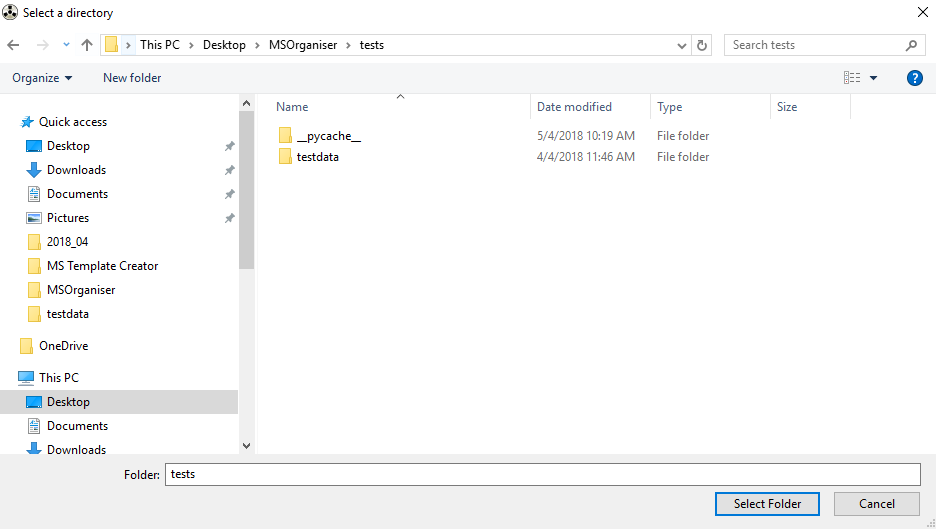 Select a directory
This PC > Desktop > MSOrganiser > tests
Search tests
Organize New folder
?
Name Date modified Type Size
Quick access
Desktop
Downloads
Documents
Pictures
2018_04
MS Template Creator
MSOrganiser
testdata
OneDrive
This PC
Desktop
Documents
Downloads
__pycache__ 5/4/2018 10:19 AM File folder
testdata 4/4/2018 11:46 AM File folder
Folder: tests
Select Folder Cancel